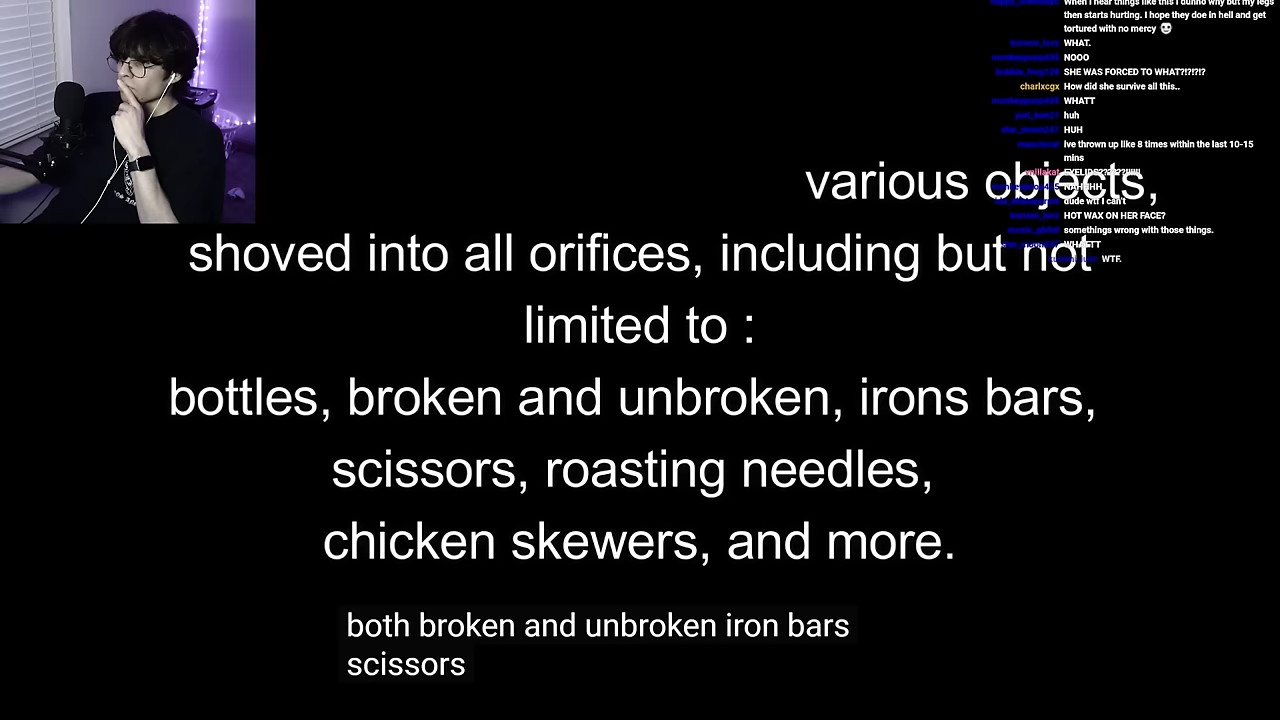 When I hear things like this I dunno why but my legs
then starts hurting. I hope they doe in hell and get
tortured with no mercy
WHAT.
NOOO
SHE WAS FORCED TO WHAT?!?!?!?
charlxcgx How did she survive all this..
WHATT
huh
HUH
Ive thrown up like 8 times within the last 10-15
mins
dude wtf I can't
HOT WAX ON HER FACE?
somethings wrong with those things.
WTF.
various objects,
shoved into all orifices, including but not
limited to :
bottles, broken and unbroken, irons bars,
scissors, roasting needles,
chicken skewers, and more.
both broken and unbroken iron bars
scissors